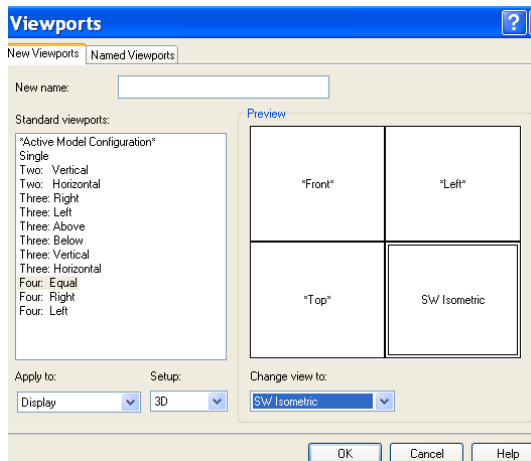 Viewports
?
New Viewports Named Viewports
New name:
Standard viewports:
*Active Model Configuration*
Single
Two: Vertical
Two: Horizontal
Three: Right
Three: Left
Three: Above
Three: Below
Three: Vertical
Three: Horizontal
Four: Equal
Four: Right
Four: Left
Preview
*Front* *Left*
*Top* SW Isometric
Apply to: Setup: Change view to:
Display 3D SW Isometric
OK Cancel Help